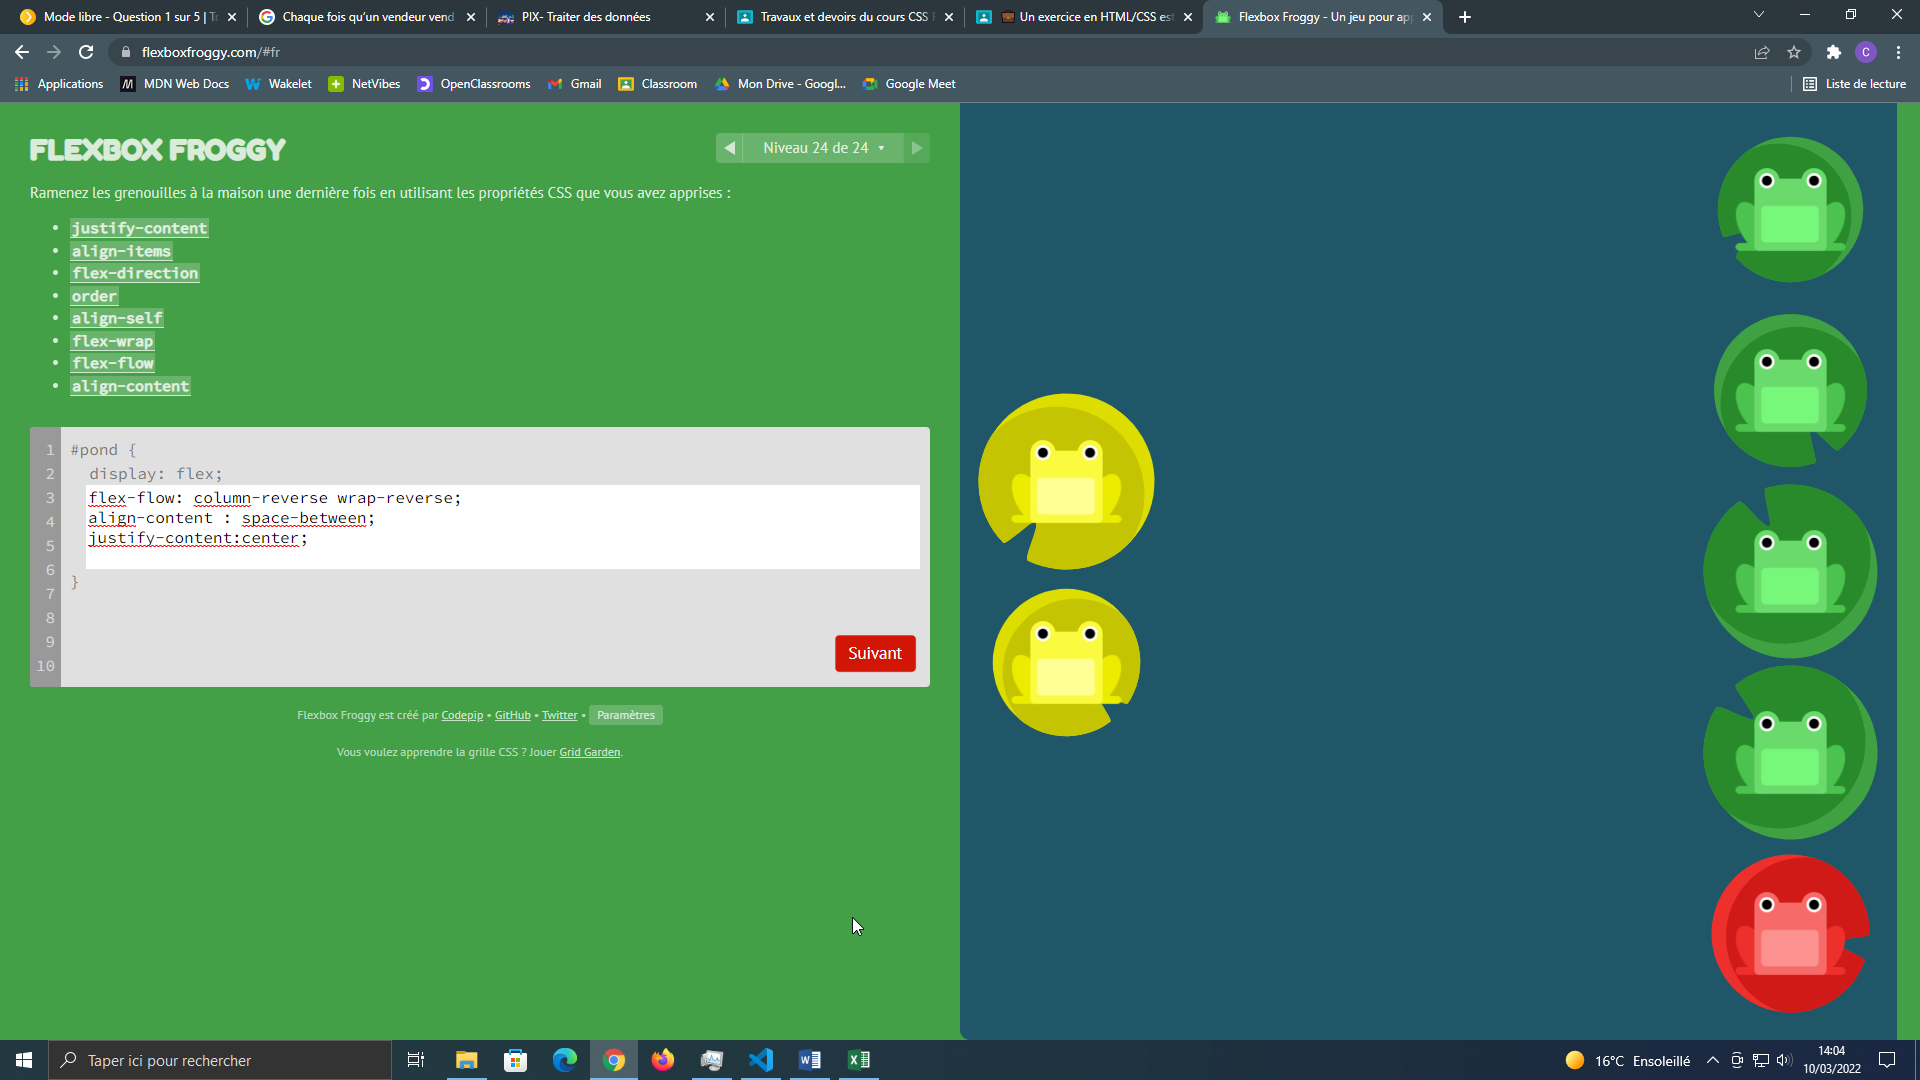 Mode libre - Question 1 sur 5 | Tr
Chaque fois qu'un vendeur vend
PIX- Traiter des données
Travaux et devoirs du cours CSS F
Un exercice en HTML/CSS est
Flexbox Froggy - Un jeu pour app
flexboxfroggy.com/#fr
C
Applications
MDN Web Docs
Wakelet
NetVibes
OpenClassrooms
Gmail
Classroom
Mon Drive - Googl...
Google Meet
Liste de lecture
FLEXBOX FROGGY
Niveau 24 de 24
Ramenez les grenouilles à la maison une dernière fois en utilisant les propriétés CSS que vous avez apprises :
justify-content
align-items
flex-direction
order
align-self
flex-wrap
flex-flow
align-content
1 #pond {
2 display: flex;
3 flex-flow: column-reverse wrap-reverse;
4 align-content : space-between;
5 justify-content:center;
6 }
7
8
9
10
Suivant
Flexbox Froggy est créé par Codepip • GitHub • Twitter • Paramètres
Vous voulez apprendre la grille CSS ? Jouer Grid Garden.
Taper ici pour rechercher
16°C Ensoleillé
14:04
10/03/2022